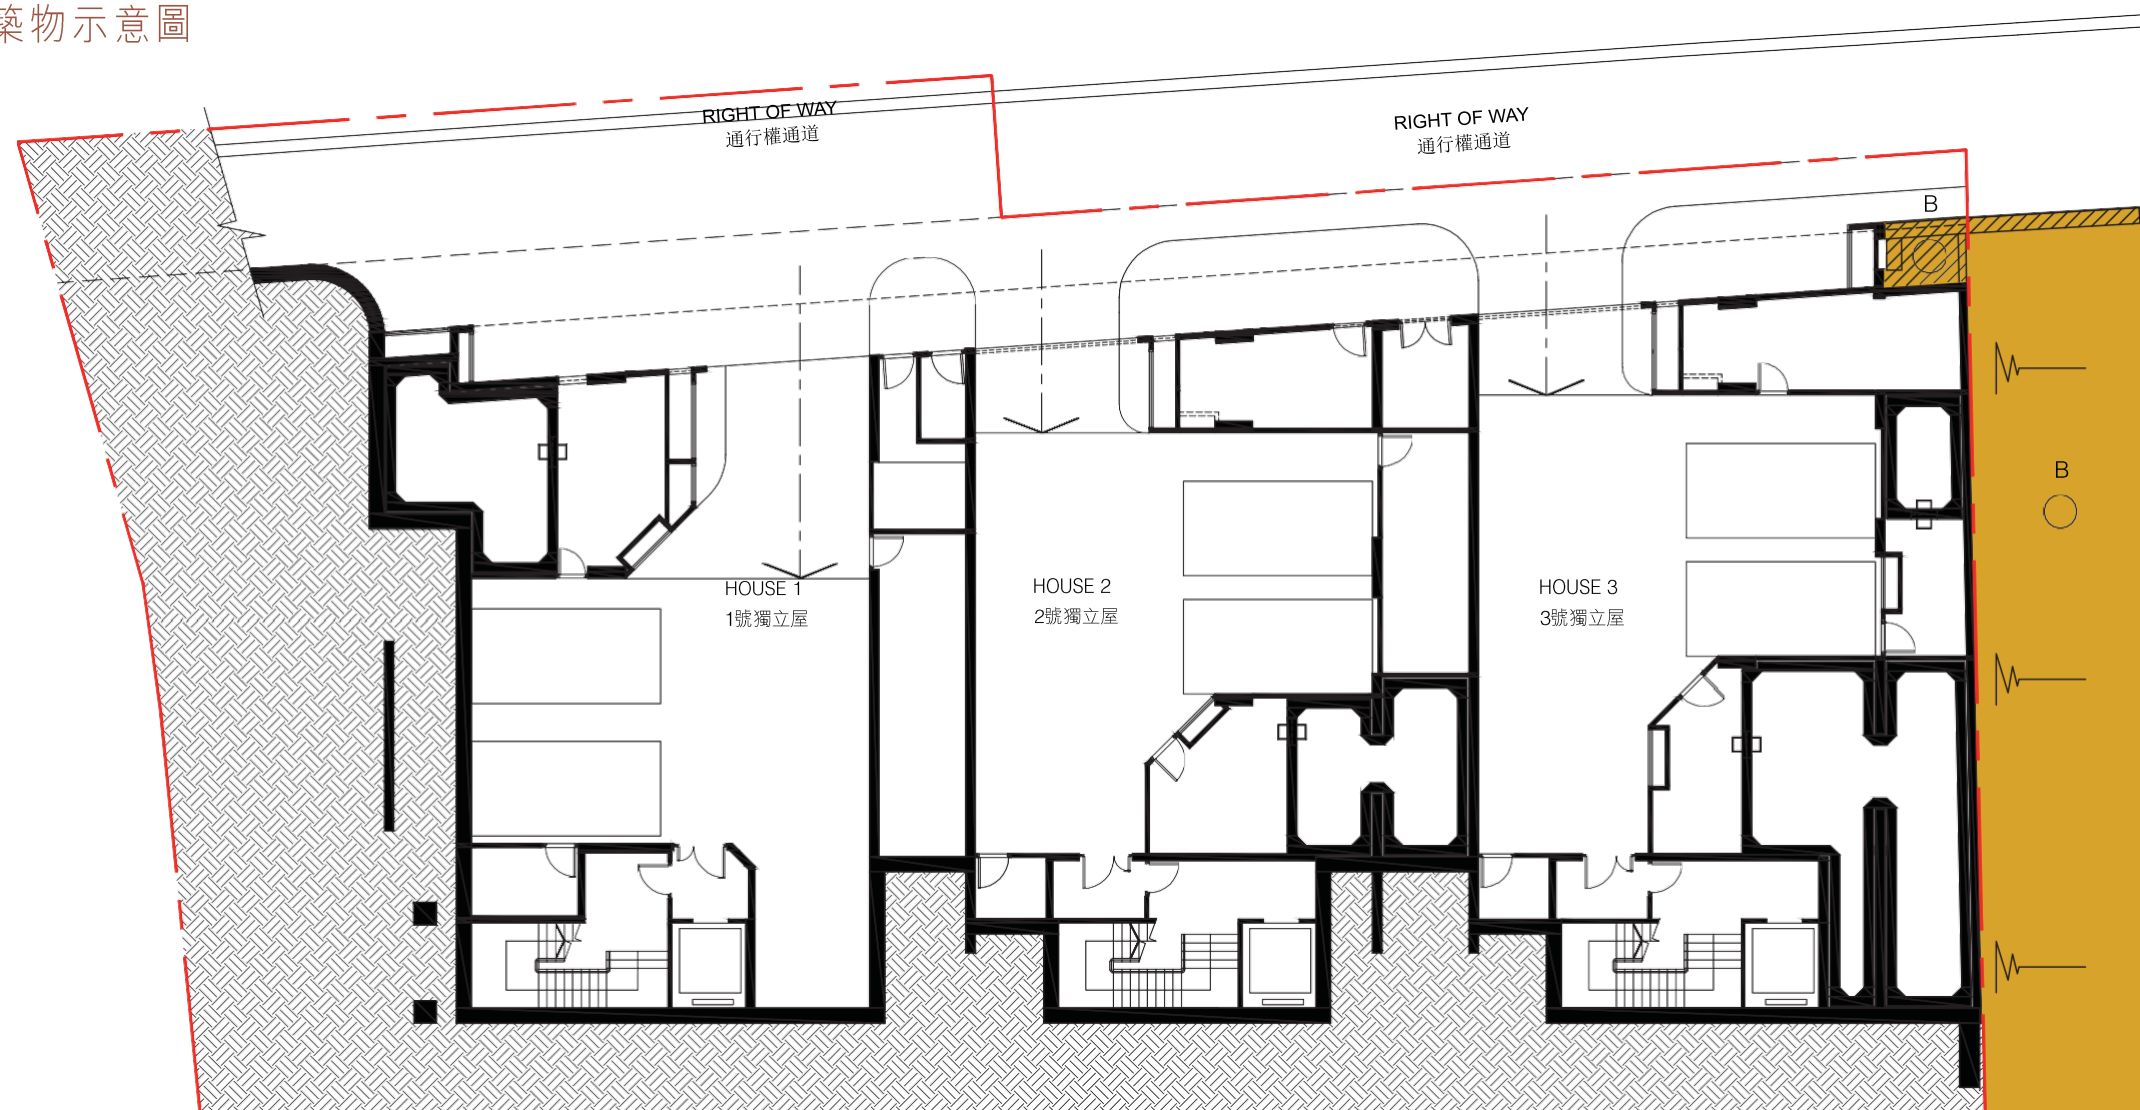 築物示意圖
RIGHT OF WAY
通行權通道
RIGHT OF WAY
通行權通道
B
B
HOUSE 1
1號獨立屋
HOUSE 2
2號獨立屋
HOUSE 3
3號獨立屋